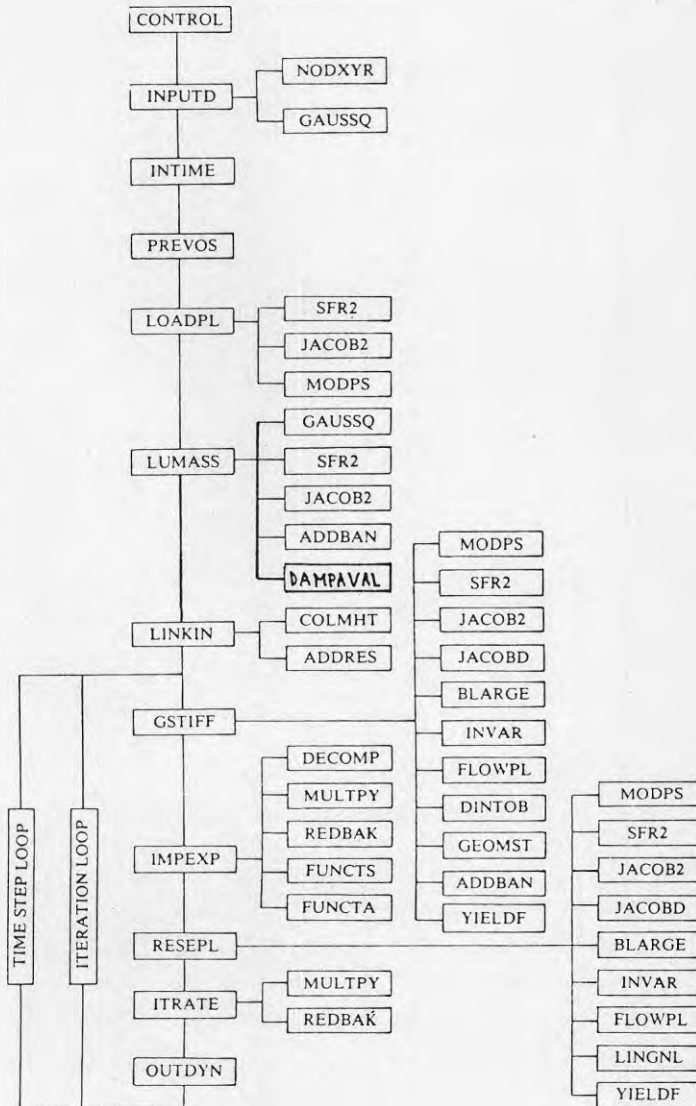 CONTROL
INPUTD
NODXYR
GAUSSQ
INTIME
PREVOS
LOADPL
SFR2
JACOB2
MODPS
LUMASS
GAUSSQ
SFR2
JACOB2
ADDBAN
DAMPAVAL
LINKIN
COLMHT
ADDRES
GSTIFF
MODPS
SFR2
JACOB2
JACOBD
BLARGE
INVAR
FLOWPL
DINTOB
GEOMST
ADDBAN
YIELDF
TIME STEP LOOP
ITERATION LOOP
IMPEXP
DECOMP
MULTPY
REDBAK
FUNCTS
FUNCTA
RESEPL
MODPS
SFR2
JACOB2
JACOBD
BLARGE
INVAR
FLOWPL
LINGNL
YIELDF
ITRATE
MULTPY
REDBAK
OUTDYN